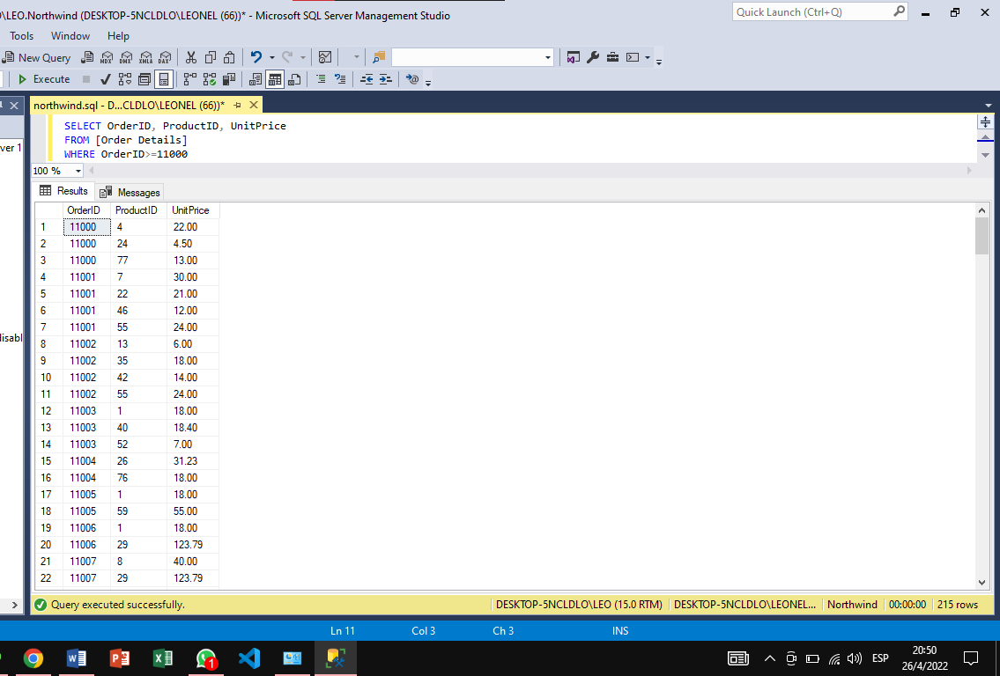 \LEO.Northwind (DESKTOP-5NCLDLO\LEONEL (66))* - Microsoft SQL Server Management Studio
Quick Launch (Ctrl+Q)
Tools Window Help
New Query MDX DMX XMLA DAX
Execute
northwind.sql - D...CLDLO\LEONEL (66))*
ver 1
SELECT OrderID, ProductID, UnitPrice
FROM [Order Details]
WHERE OrderID>=11000
100 %
Results Messages
OrderID ProductID UnitPrice
1 11000 4 22.00
2 11000 24 4.50
3 11000 77 13.00
4 11001 7 30.00
5 11001 22 21.00
6 11001 46 12.00
7 11001 55 24.00
disabl
8 11002 13 6.00
9 11002 35 18.00
10 11002 42 14.00
11 11002 55 24.00
12 11003 1 18.00
13 11003 40 18.40
14 11003 52 7.00
15 11004 26 31.23
16 11004 76 18.00
17 11005 1 18.00
18 11005 59 55.00
19 11006 1 18.00
20 11006 29 123.79
21 11007 8 40.00
22 11007 29 123.79
Query executed successfully. DESKTOP-5NCLDLO\LEO (15.0 RTM) DESKTOP-5NCLDLO\LEONEL... Northwind 00:00:00 215 rows
Ln 11 Col 3 Ch 3 INS
1
ESP
20:50
26/4/2022